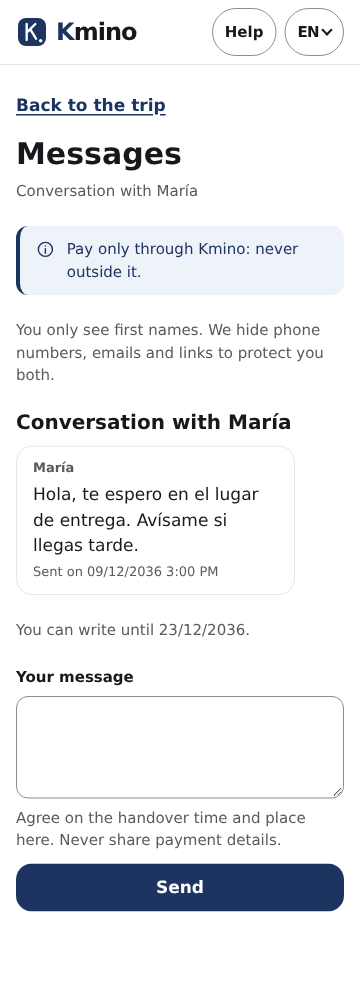 Kmino
Help
EN
Back to the trip
Messages
Conversation with María
Pay only through Kmino: never
outside it.
You only see first names. We hide phone
numbers, emails and links to protect you
both.
Conversation with María
María
Hola, te espero en el lugar
de entrega. Avísame si
llegas tarde.
Sent on 09/12/2036 3:00 PM
You can write until 23/12/2036.
Your message
Agree on the handover time and place
here. Never share payment details.
Send